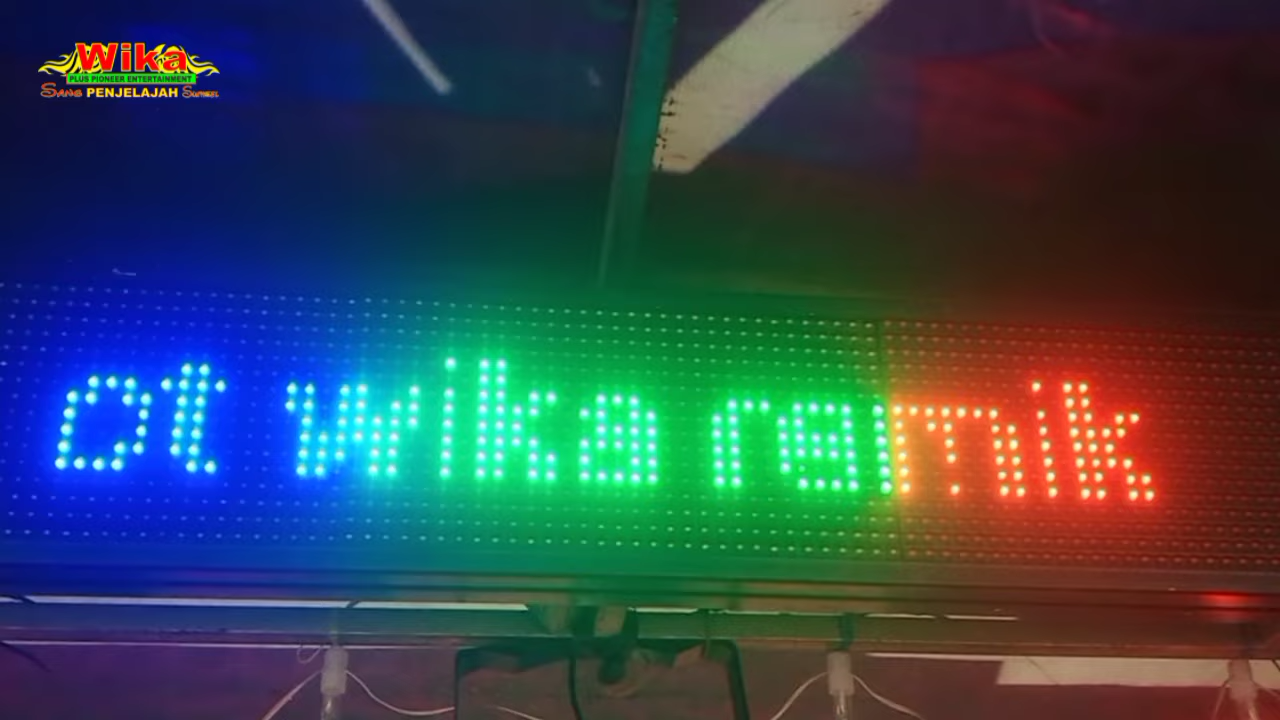 Wika
PLUS PIONEER ENTERTAINMENT
Sang PENJELAJAH Sumsel
ot wika remik